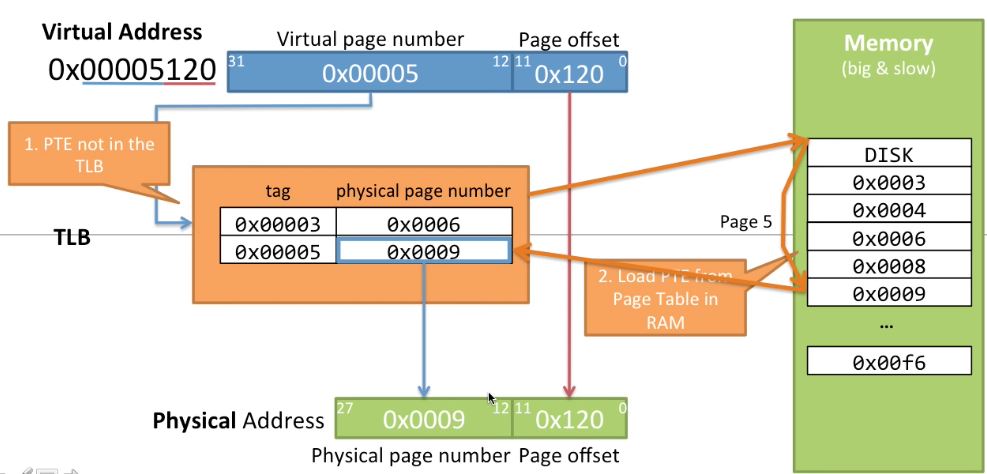 Virtual Address
0x00005120
Virtual page number
Page offset
31
0x00005
12
11
0x120
0
Memory
(big & slow)
1. PTE not in the
TLB
TLB
tag
physical page number
0x00003
0x0006
0x00005
0x0009
Page 5
2. Load PTE from
Page Table in
RAM
DISK
0x0003
0x0004
0x0006
0x0008
0x0009
...
0x00f6
Physical Address
27
0x0009
12
11
0x120
0
Physical page number
Page offset